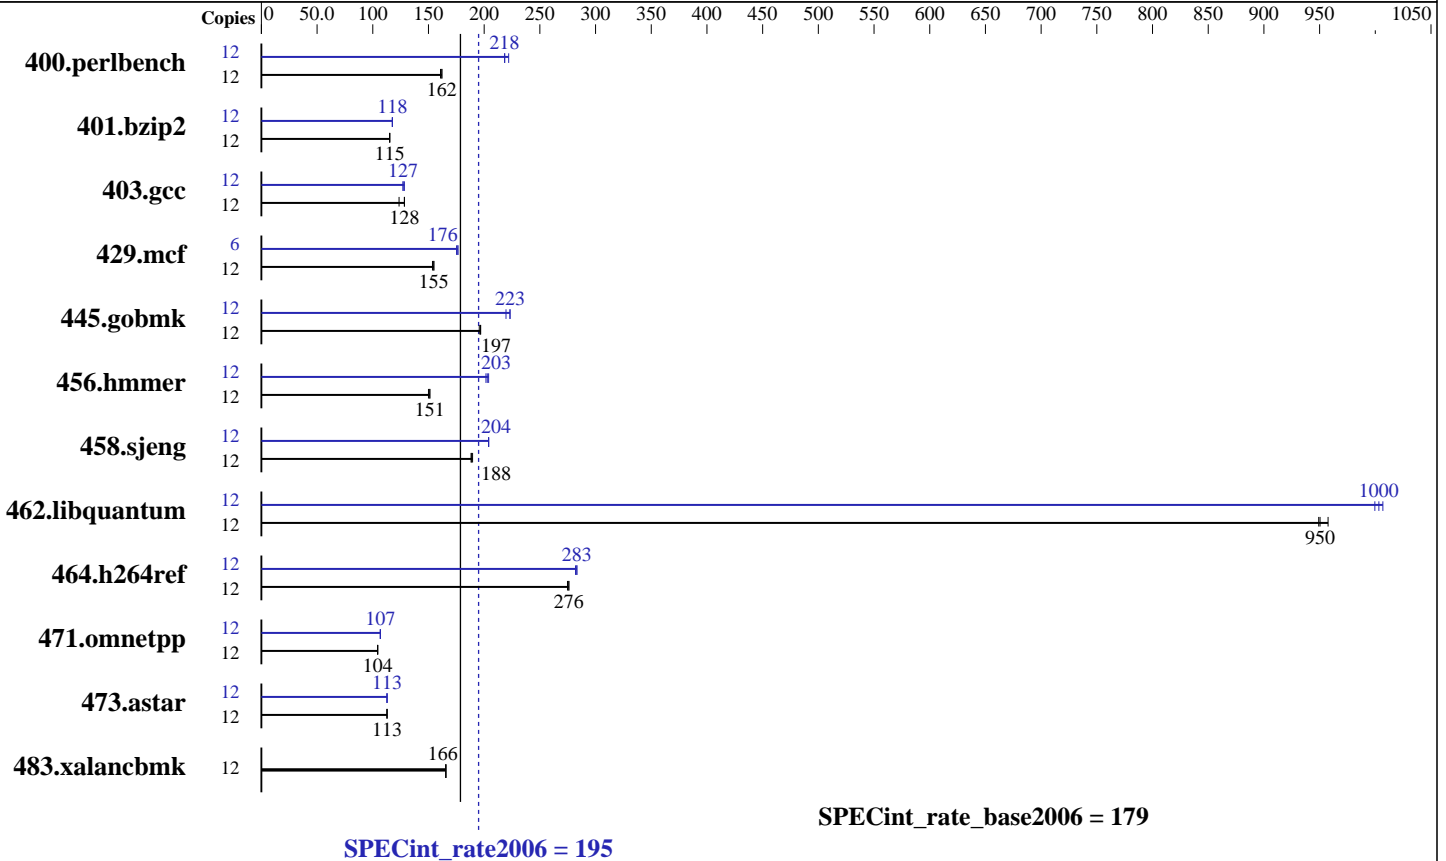 Copies 0 50.0 100 150 200 250 300 350 400 450 500 550 600 650 700 750 800 850 900 950 1050
400.perlbench 12 218
12 162
401.bzip2 12 118
12 115
403.gcc 12 127
12 128
429.mcf 6 176
12 155
445.gobmk 12 223
12 197
456.hmmer 12 203
12 151
458.sjeng 12 204
12 188
462.libquantum 12 1000
12 950
464.h264ref 12 283
12 276
471.omnetpp 12 107
12 104
473.astar 12 113
12 113
483.xalancbmk 12 166
SPECint_rate_base2006 = 179
SPECint_rate2006 = 195